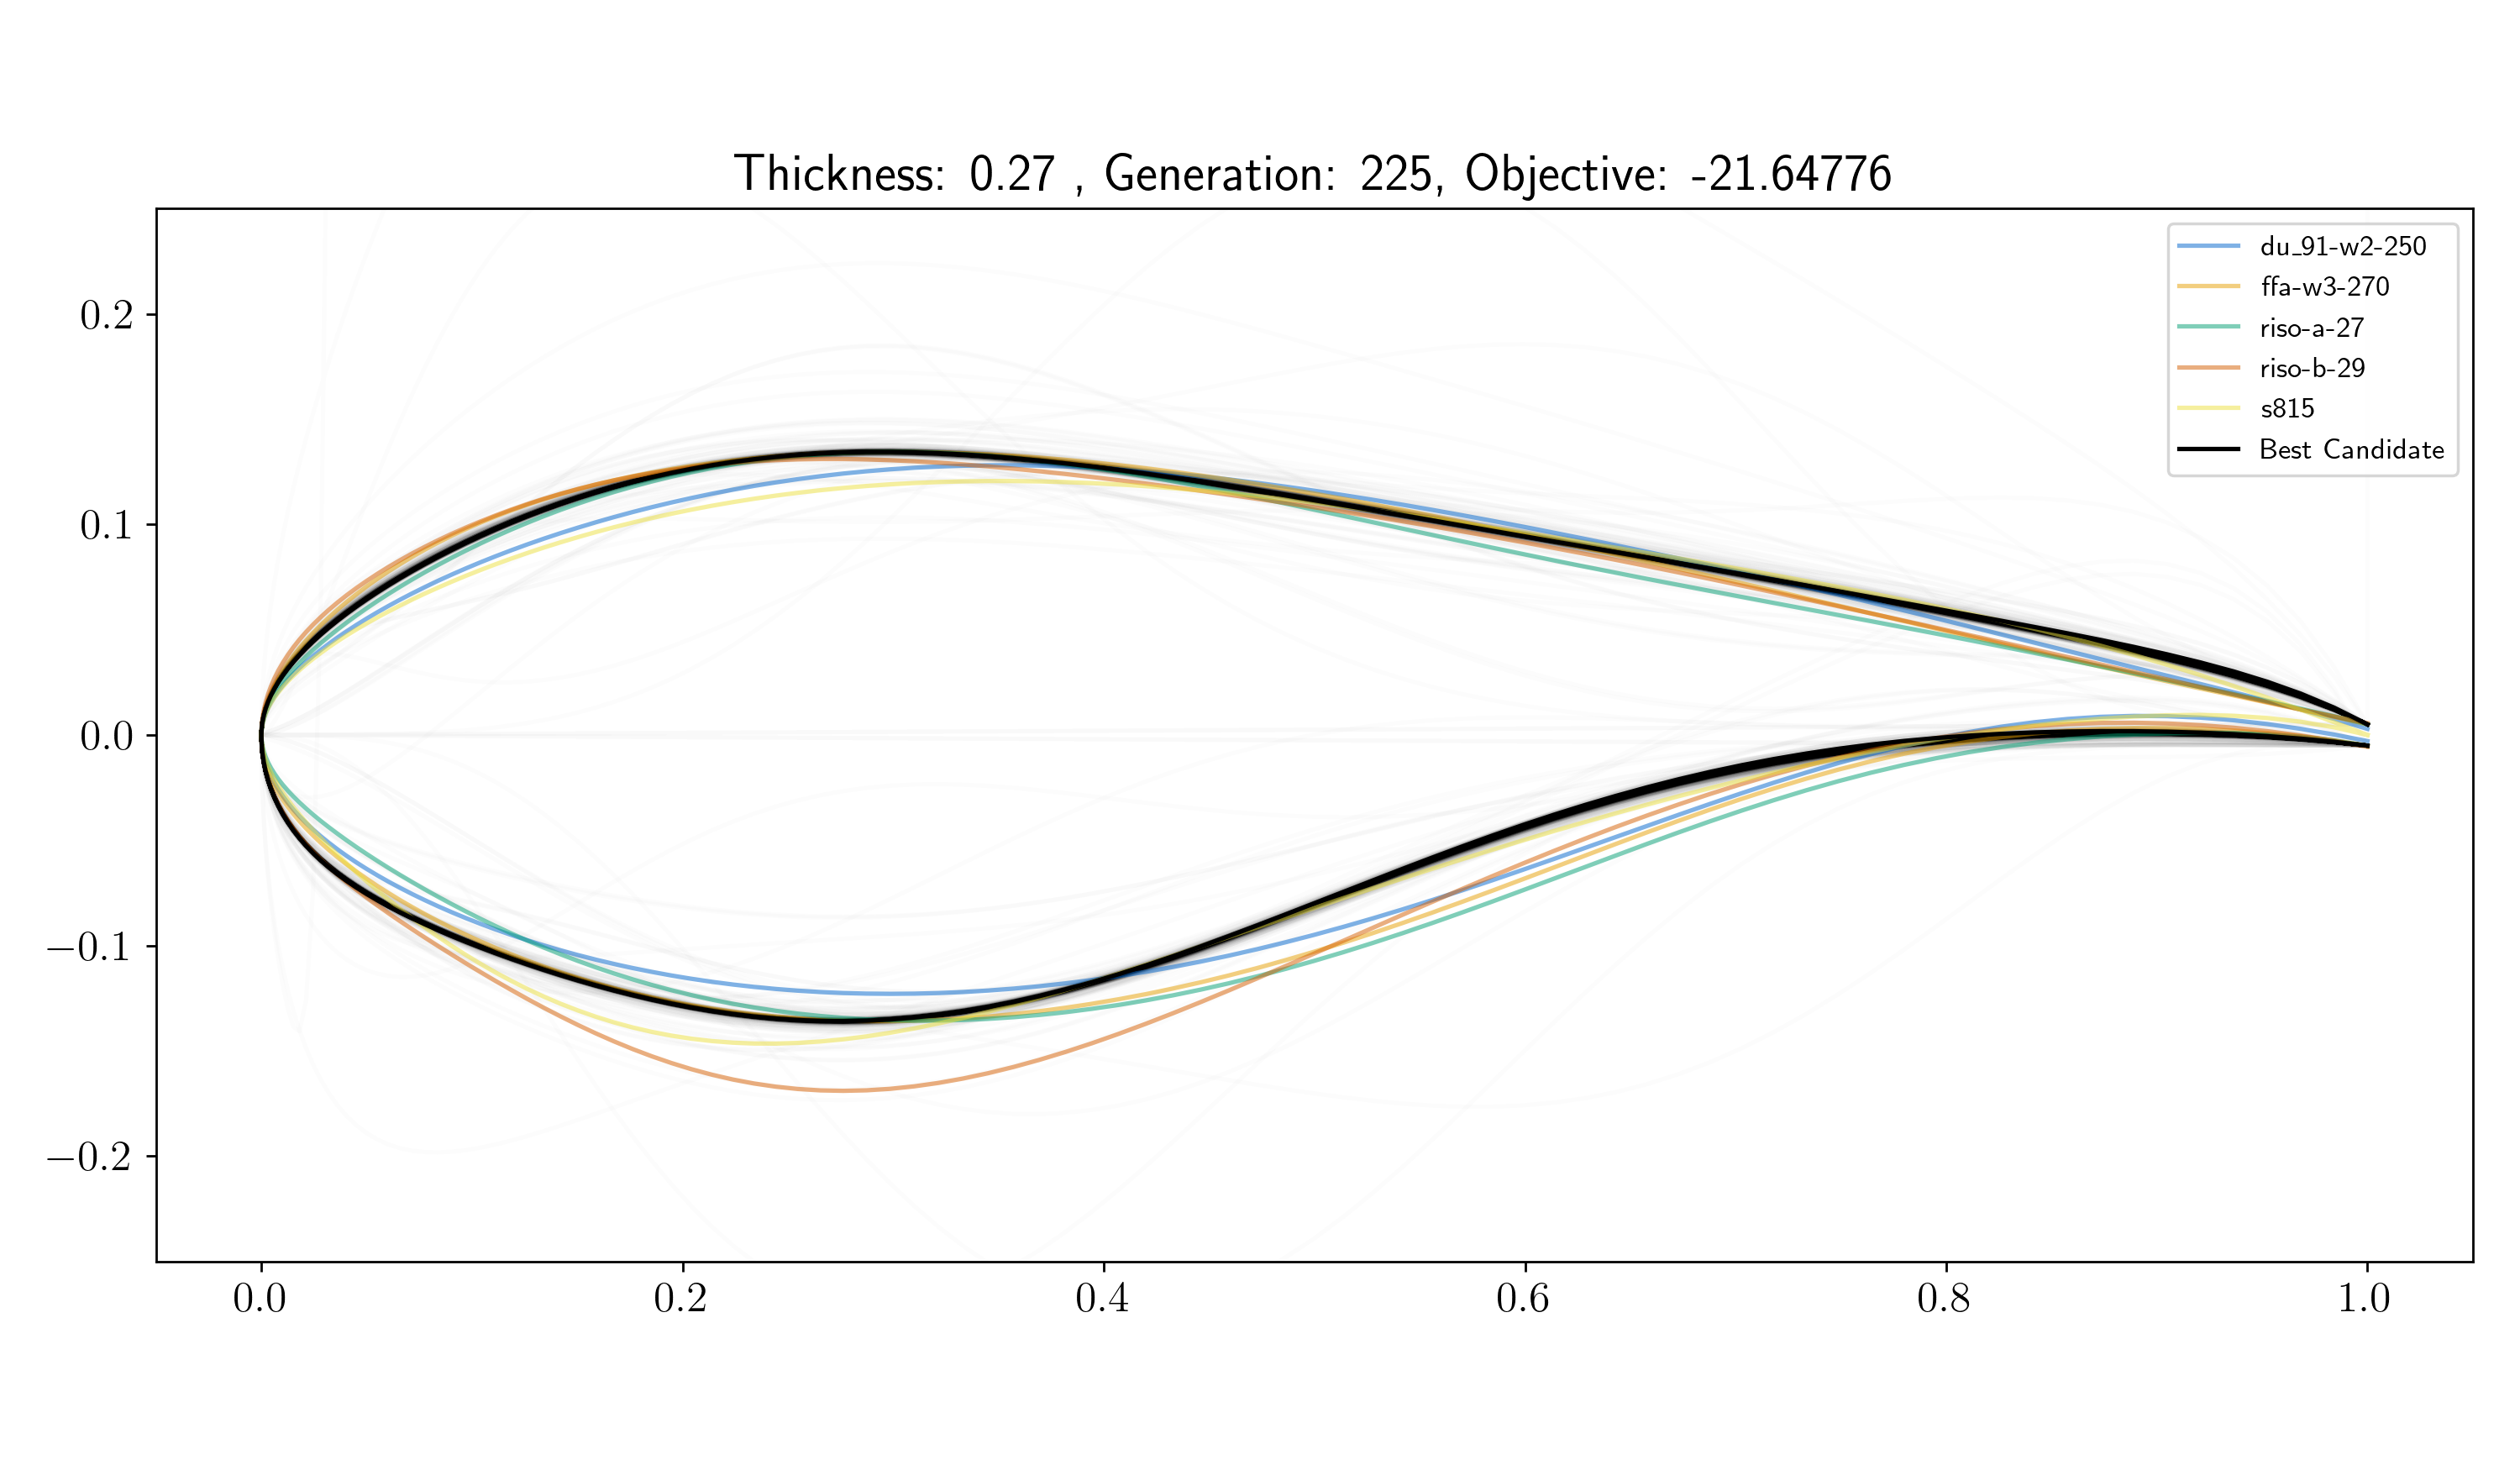 Thickness: 0.27 , Generation: 225, Objective: -21.64776
du_91-w2-250
ffa-w3-270
riso-a-27
riso-b-29
s815
Best Candidate
0.2
0.1
0.0
−0.1
−0.2
0.0 0.2 0.4 0.6 0.8 1.0